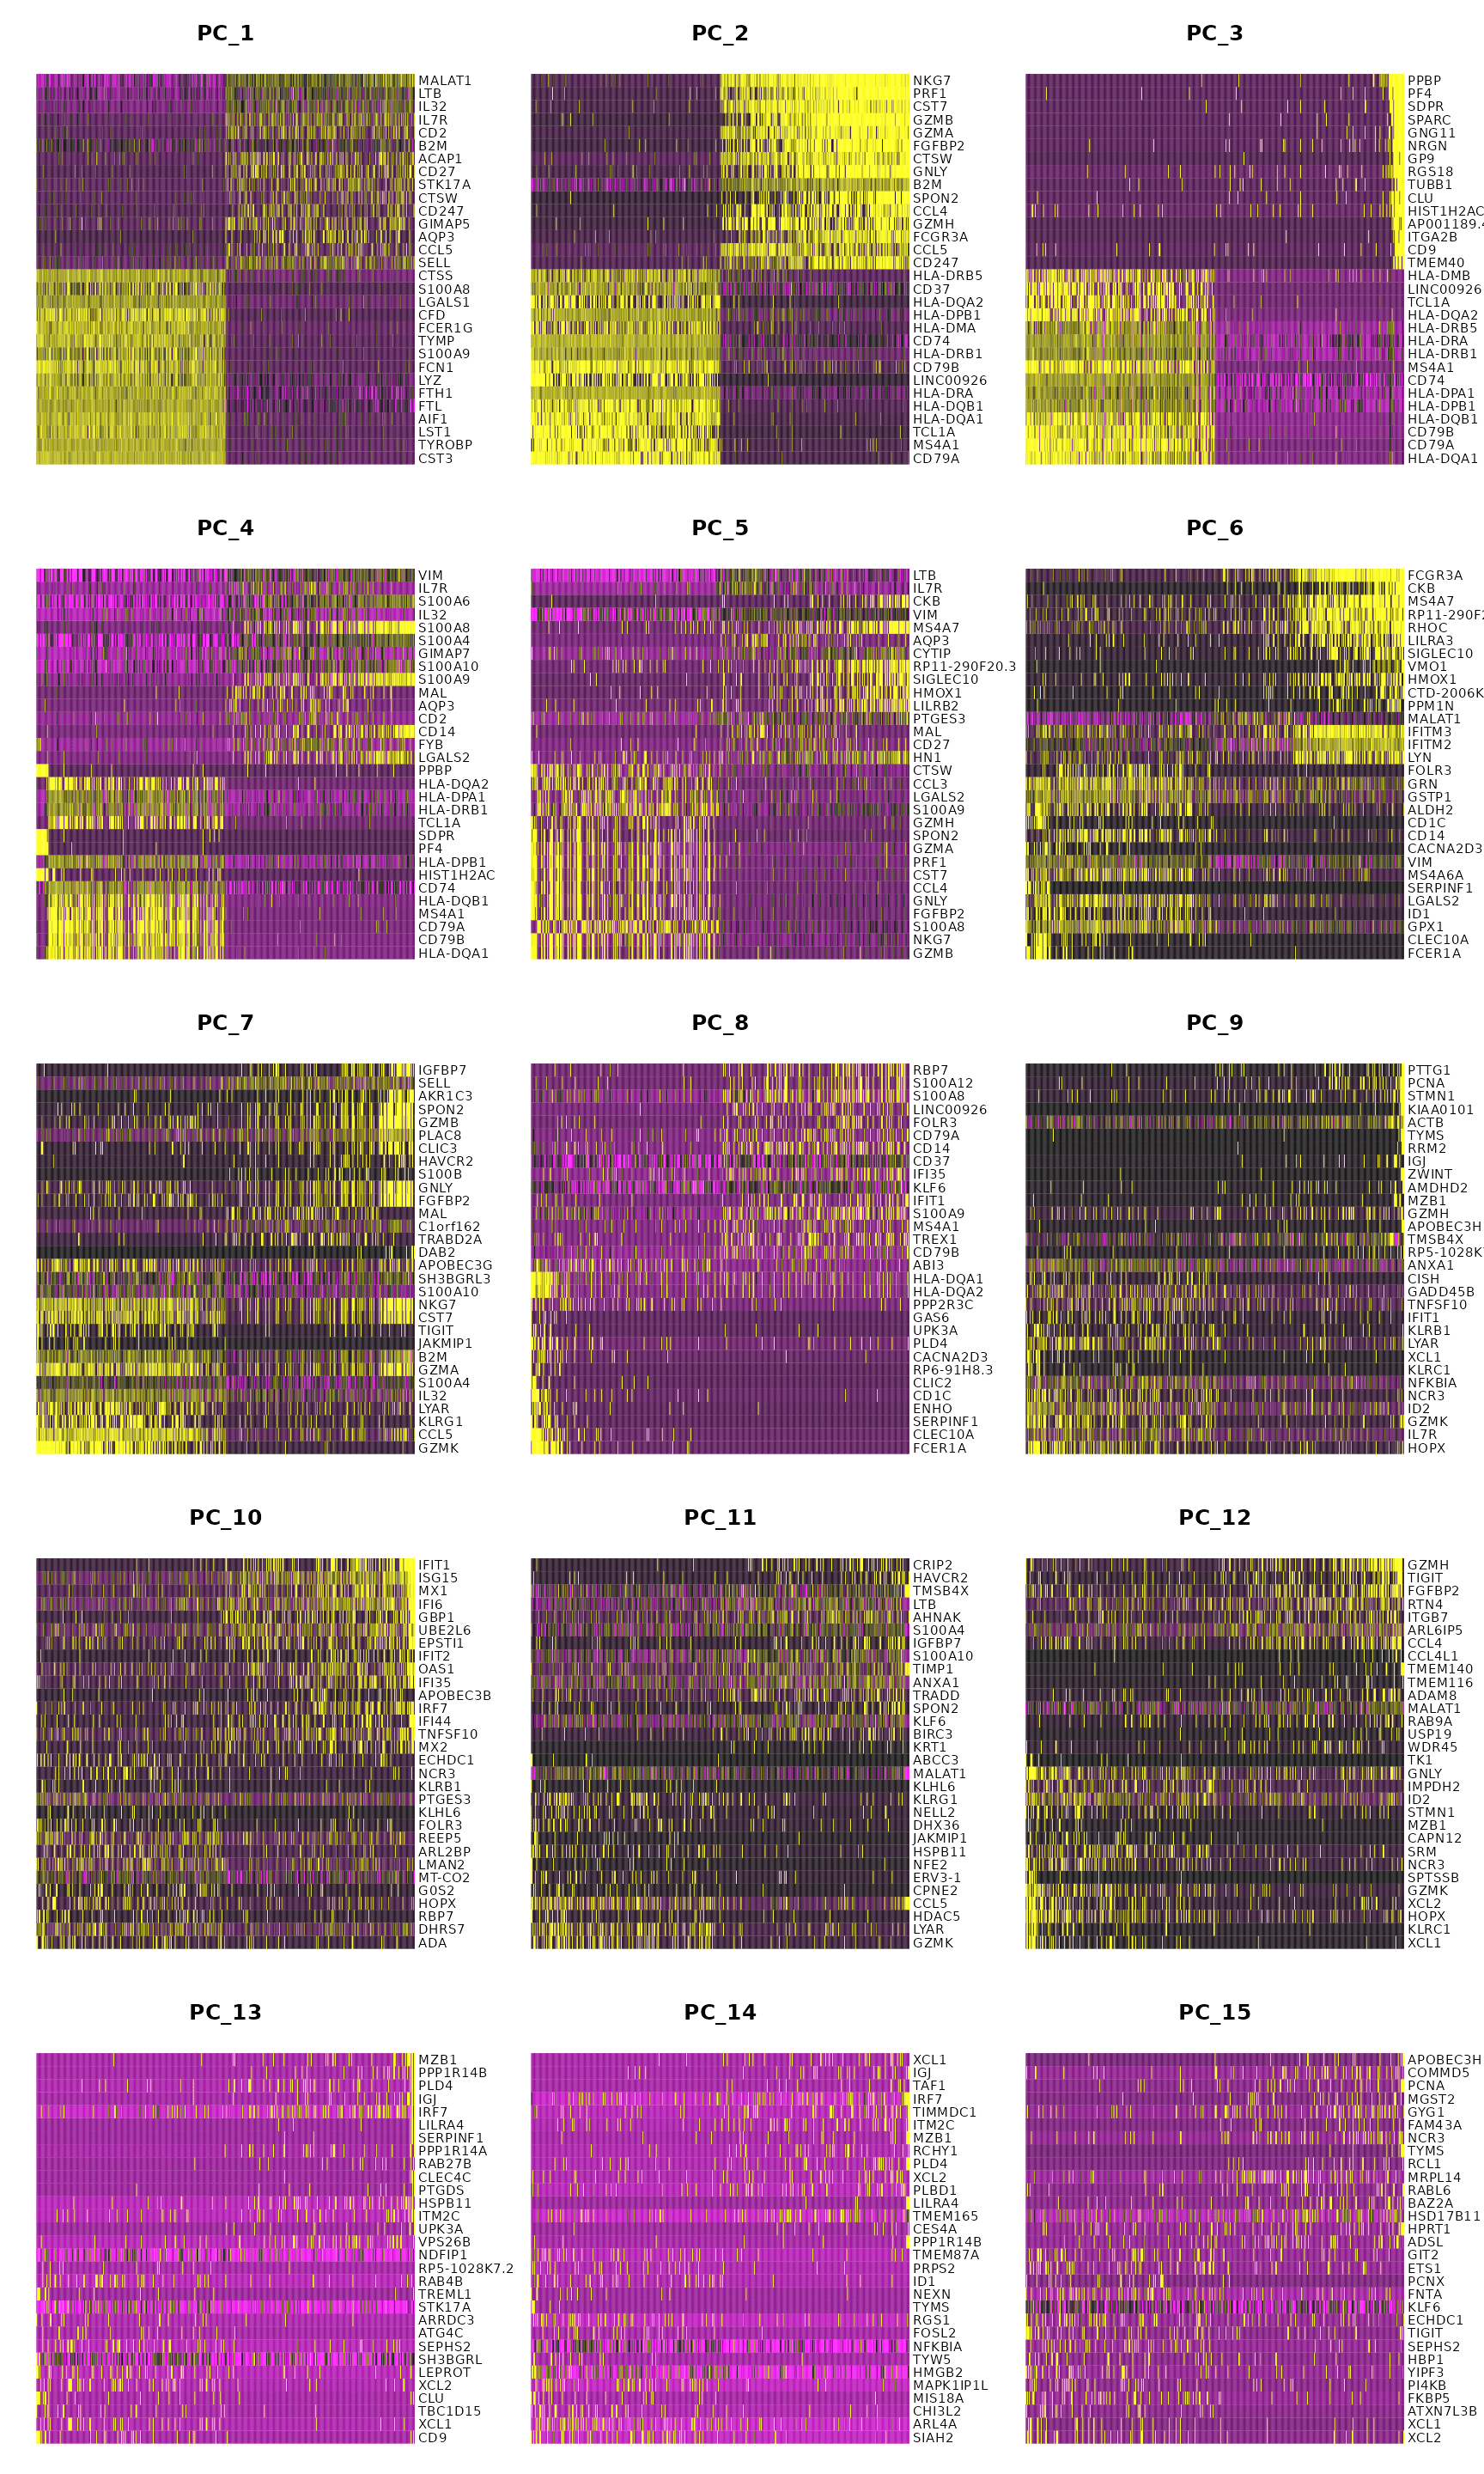 PC_1
MALAT1
LTB
IL32
IL7R
CD2
B2M
ACAP1
CD27
STK17A
CTSW
CD247
GIMAP5
AQP3
CCL5
SELL
CTSS
S100A8
LGALS1
CFD
FCER1G
TYMP
S100A9
FCN1
LYZ
FTH1
FTL
AIF1
LST1
TYROBP
CST3
PC_2
NKG7
PRF1
CST7
GZMB
GZMA
FGFBP2
CTSW
GNLY
B2M
SPON2
CCL4
GZMH
FCGR3A
CCL5
CD247
HLA-DRB5
CD37
HLA-DQA2
HLA-DPB1
HLA-DMA
CD74
HLA-DRB1
CD79B
LINC00926
HLA-DRA
HLA-DQB1
HLA-DQA1
TCL1A
MS4A1
CD79A
PC_3
PPBP
PF4
SDPR
SPARC
GNG11
NRGN
GP9
RGS18
TUBB1
CLU
HIST1H2AC
AP001189.4
ITGA2B
CD9
TMEM40
HLA-DMB
LINC00926
TCL1A
HLA-DQA2
HLA-DRB5
HLA-DRA
HLA-DRB1
MS4A1
CD74
HLA-DPA1
HLA-DPB1
HLA-DQB1
CD79B
CD79A
HLA-DQA1
PC_4
VIM
IL7R
S100A6
IL32
S100A8
S100A4
GIMAP7
S100A10
S100A9
MAL
AQP3
CD2
CD14
FYB
LGALS2
PPBP
HLA-DQA2
HLA-DPA1
HLA-DRB1
TCL1A
SDPR
PF4
HLA-DPB1
HIST1H2AC
CD74
HLA-DQB1
MS4A1
CD79A
CD79B
HLA-DQA1
PC_5
LTB
IL7R
CKB
VIM
MS4A7
AQP3
CYTIP
RP11-290F20.3
SIGLEC10
HMOX1
LILRB2
PTGES3
MAL
CD27
HN1
CTSW
CCL3
LGALS2
S100A9
GZMH
SPON2
GZMA
PRF1
CST7
CCL4
GNLY
FGFBP2
S100A8
NKG7
GZMB
PC_6
FCGR3A
CKB
MS4A7
RP11-290F2
RHOC
LILRA3
SIGLEC10
VMO1
HMOX1
CTD-2006K
PPM1N
MALAT1
IFITM3
IFITM2
LYN
FOLR3
GRN
GSTP1
ALDH2
CD1C
CD14
CACNA2D3
VIM
MS4A6A
SERPINF1
LGALS2
ID1
GPX1
CLEC10A
FCER1A
PC_7
IGFBP7
SELL
AKR1C3
SPON2
GZMB
PLAC8
CLIC3
HAVCR2
S100B
GNLY
FGFBP2
MAL
C1orf162
TRABD2A
DAB2
APOBEC3G
SH3BGRL3
S100A10
NKG7
CST7
TIGIT
JAKMIP1
B2M
GZMA
S100A4
IL32
LYAR
KLRG1
CCL5
GZMK
PC_8
RBP7
S100A12
S100A8
LINC00926
FOLR3
CD79A
CD14
CD37
IFI35
KLF6
IFIT1
S100A9
MS4A1
TREX1
CD79B
ABI3
HLA-DQA1
HLA-DQA2
PPP2R3C
GAS6
UPK3A
PLD4
CACNA2D3
RP6-91H8.3
CLIC2
CD1C
ENHO
SERPINF1
CLEC10A
FCER1A
PC_9
PTTG1
PCNA
STMN1
KIAA0101
ACTB
TYMS
RRM2
IGJ
ZWINT
AMDHD2
MZB1
GZMH
APOBEC3H
TMSB4X
RP5-1028K
ANXA1
CISH
GADD45B
TNFSF10
IFIT1
KLRB1
LYAR
XCL1
KLRC1
NFKBIA
NCR3
ID2
GZMK
IL7R
HOPX
PC_10
IFIT1
ISG15
MX1
IFI6
GBP1
UBE2L6
EPSTI1
IFIT2
OAS1
IFI35
APOBEC3B
IRF7
IFI44
TNFSF10
MX2
ECHDC1
NCR3
KLRB1
PTGES3
KLHL6
FOLR3
REEP5
ARL2BP
LMAN2
MT-CO2
G0S2
HOPX
RBP7
DHRS7
ADA
PC_11
CRIP2
HAVCR2
TMSB4X
LTB
AHNAK
S100A4
IGFBP7
S100A10
TIMP1
ANXA1
TRADD
SPON2
KLF6
BIRC3
KRT1
ABCC3
MALAT1
KLHL6
KLRG1
NELL2
DHX36
JAKMIP1
HSPB11
NFE2
ERV3-1
CPNE2
CCL5
HDAC5
LYAR
GZMK
PC_12
GZMH
TIGIT
FGFBP2
RTN4
ITGB7
ARL6IP5
CCL4
CCL4L1
TMEM140
TMEM116
ADAM8
MALAT1
RAB9A
USP19
WDR45
TK1
GNLY
IMPDH2
ID2
STMN1
MZB1
CAPN12
SRM
NCR3
SPTSSB
GZMK
XCL2
HOPX
KLRC1
XCL1
PC_13
MZB1
PPP1R14B
PLD4
IGJ
IRF7
LILRA4
SERPINF1
PPP1R14A
RAB27B
CLEC4C
PTGDS
HSPB11
ITM2C
UPK3A
VPS26B
NDFIP1
RP5-1028K7.2
RAB4B
TREML1
STK17A
ARRDC3
ATG4C
SEPHS2
SH3BGRL
LEPROT
XCL2
CLU
TBC1D15
XCL1
CD9
PC_14
XCL1
IGJ
TAF1
IRF7
TIMMDC1
ITM2C
MZB1
RCHY1
PLD4
XCL2
PLBD1
LILRA4
TMEM165
CES4A
PPP1R14B
TMEM87A
PRPS2
ID1
NEXN
TYMS
RGS1
FOSL2
NFKBIA
TYW5
HMGB2
MAPK1IP1L
MIS18A
CHI3L2
ARL4A
SIAH2
PC_15
APOBEC3H
COMMD5
PCNA
MGST2
GYG1
FAM43A
NCR3
TYMS
RCL1
MRPL14
RABL6
BAZ2A
HSD17B11
HPRT1
ADSL
GIT2
ETS1
PCNX
FNTA
KLF6
ECHDC1
TIGIT
SEPHS2
HBP1
YIPF3
PI4KB
FKBP5
ATXN7L3B
XCL1
XCL2